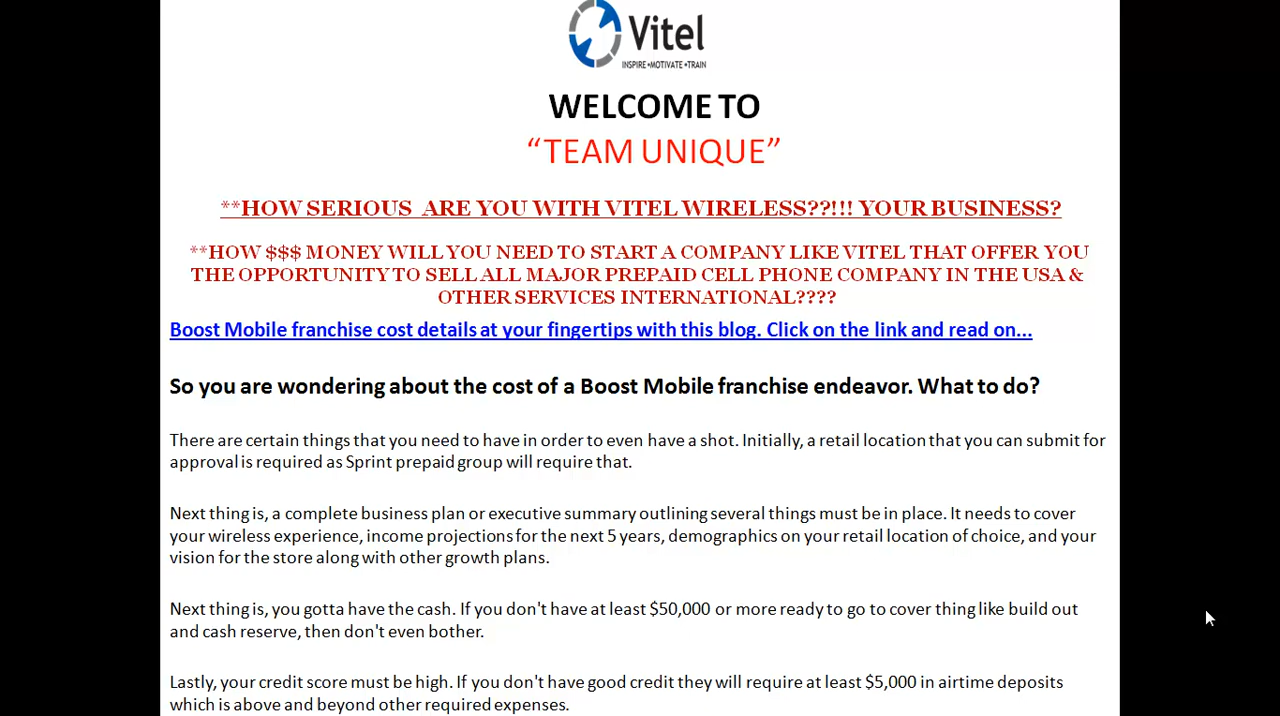 Vitel
INSPIRE •MOTIVATE •TRAIN
WELCOME TO
“TEAM UNIQUE”
**HOW SERIOUS ARE YOU WITH VITEL WIRELESS??!!! YOUR BUSINESS?
**HOW $$$ MONEY WILL YOU NEED TO START A COMPANY LIKE VITEL THAT OFFER YOU
THE OPPORTUNITY TO SELL ALL MAJOR PREPAID CELL PHONE COMPANY IN THE USA &
OTHER SERVICES INTERNATIONAL????
Boost Mobile franchise cost details at your fingertips with this blog. Click on the link and read on...
So you are wondering about the cost of a Boost Mobile franchise endeavor. What to do?
There are certain things that you need to have in order to even have a shot. Initially, a retail location that you can submit for
approval is required as Sprint prepaid group will require that.
Next thing is, a complete business plan or executive summary outlining several things must be in place. It needs to cover
your wireless experience, income projections for the next 5 years, demographics on your retail location of choice, and your
vision for the store along with other growth plans.
Next thing is, you gotta have the cash. If you don't have at least $50,000 or more ready to go to cover thing like build out
and cash reserve, then don't even bother.
Lastly, your credit score must be high. If you don't have good credit they will require at least $5,000 in airtime deposits
which is above and beyond other required expenses.